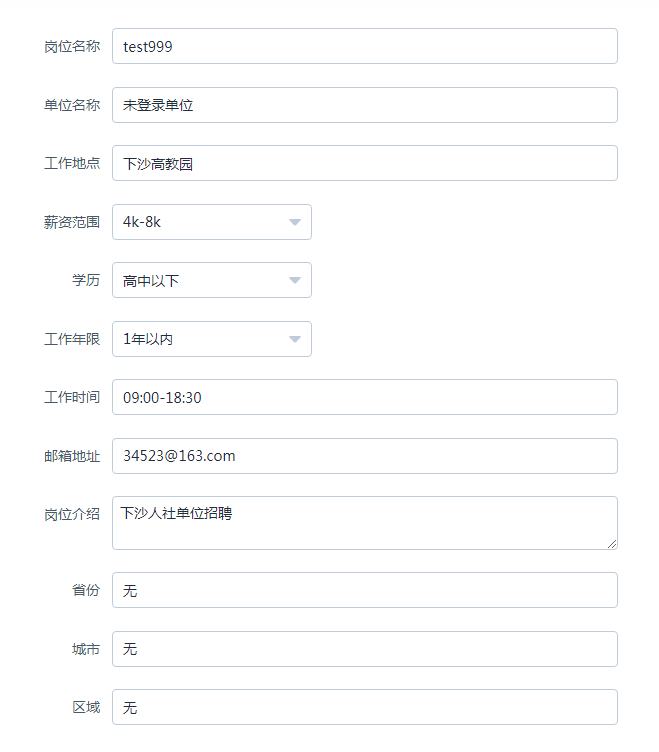 岗位名称 test999
单位名称 未登录单位
工作地点 下沙高教园
薪资范围 4k-8k
学历 高中以下
工作年限 1年以内
工作时间 09:00-18:30
邮箱地址 34523@163.com
岗位介绍 下沙人社单位招聘
省份 无
城市 无
区域 无